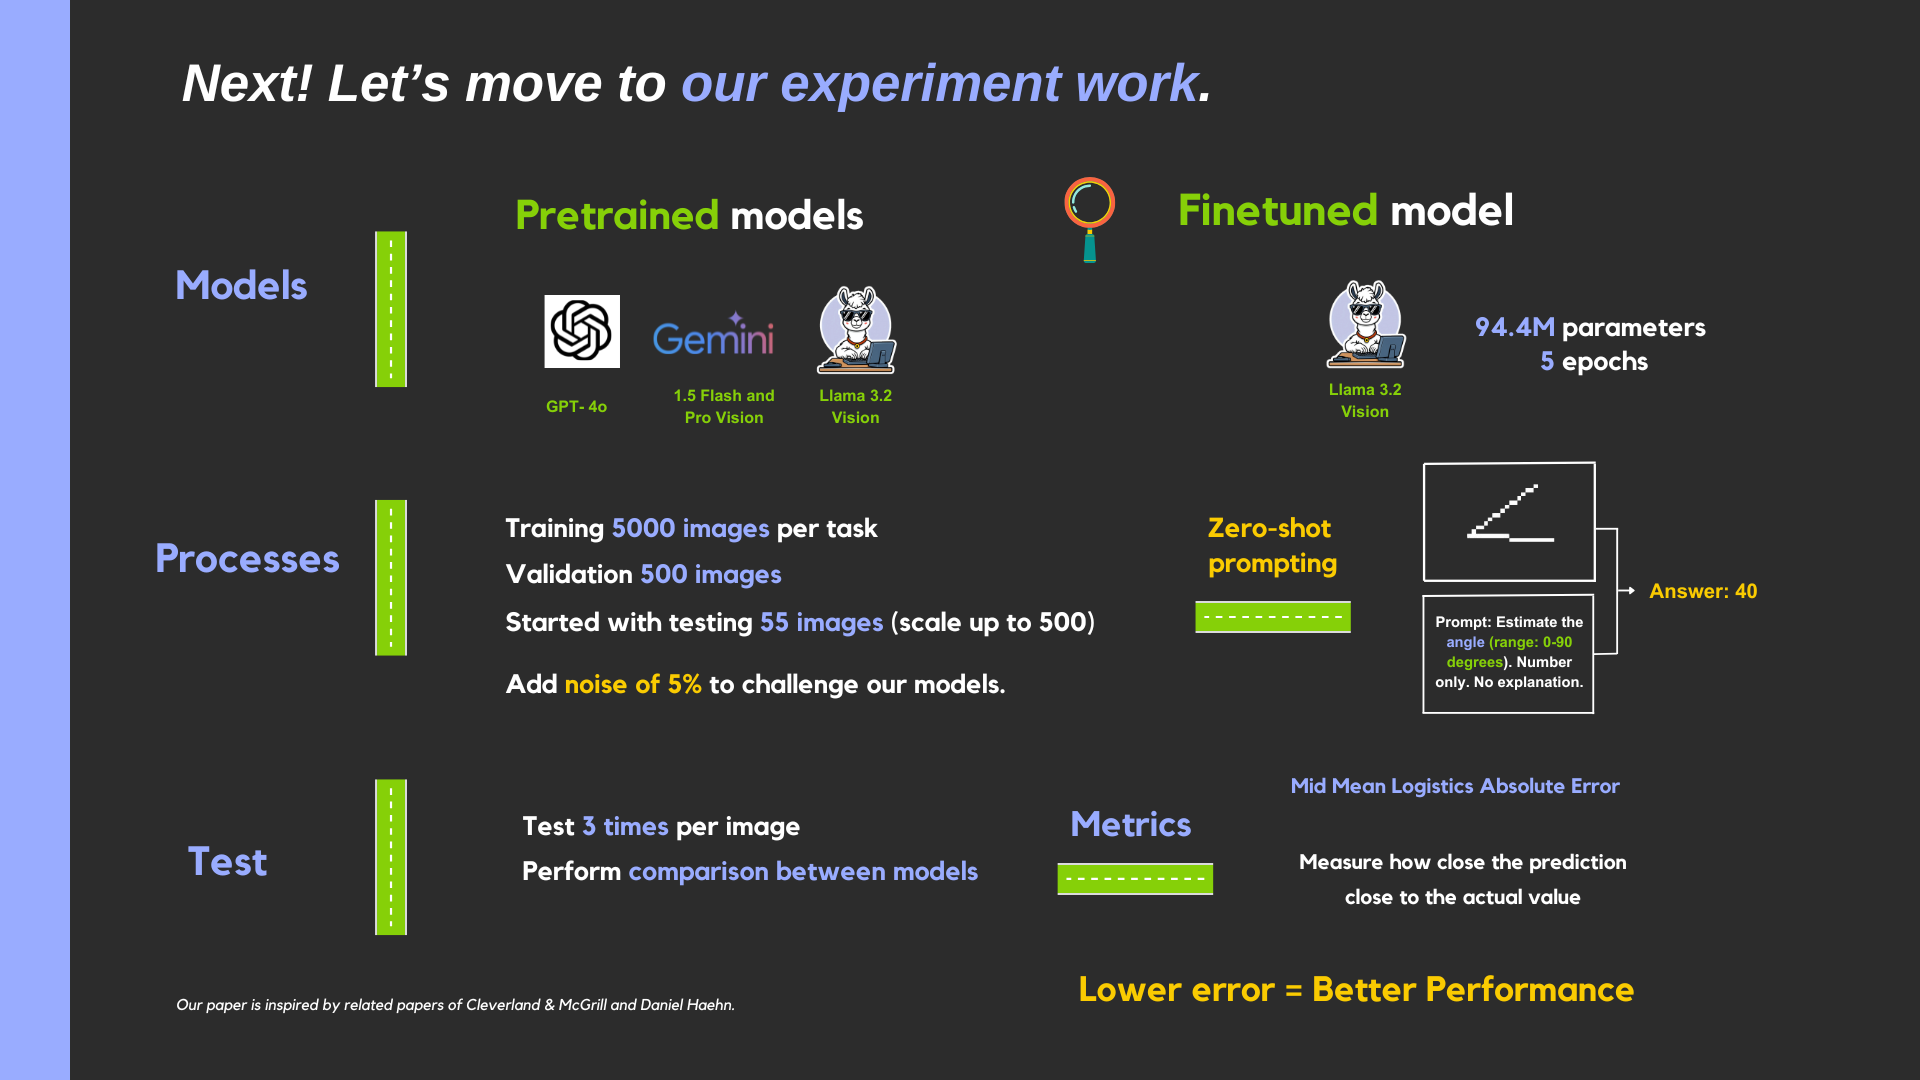 Next! Let’s move to our experiment work.
Models
Pretrained models
GPT- 4o
Gemini
1.5 Flash and
Pro Vision
Llama 3.2
Vision
Finetuned model
Llama 3.2
Vision
94.4M parameters
5 epochs
Processes
Training 5000 images per task
Validation 500 images
Started with testing 55 images (scale up to 500)
Add noise of 5% to challenge our models.
Zero-shot
prompting
Prompt: Estimate the
angle (range: 0-90
degrees). Number
only. No explanation.
Answer: 40
Test
Test 3 times per image
Perform comparison between models
Metrics
Mid Mean Logistics Absolute Error
Measure how close the prediction
close to the actual value
Lower error = Better Performance
Our paper is inspired by related papers of Cleverland & McGrill and Daniel Haehn.